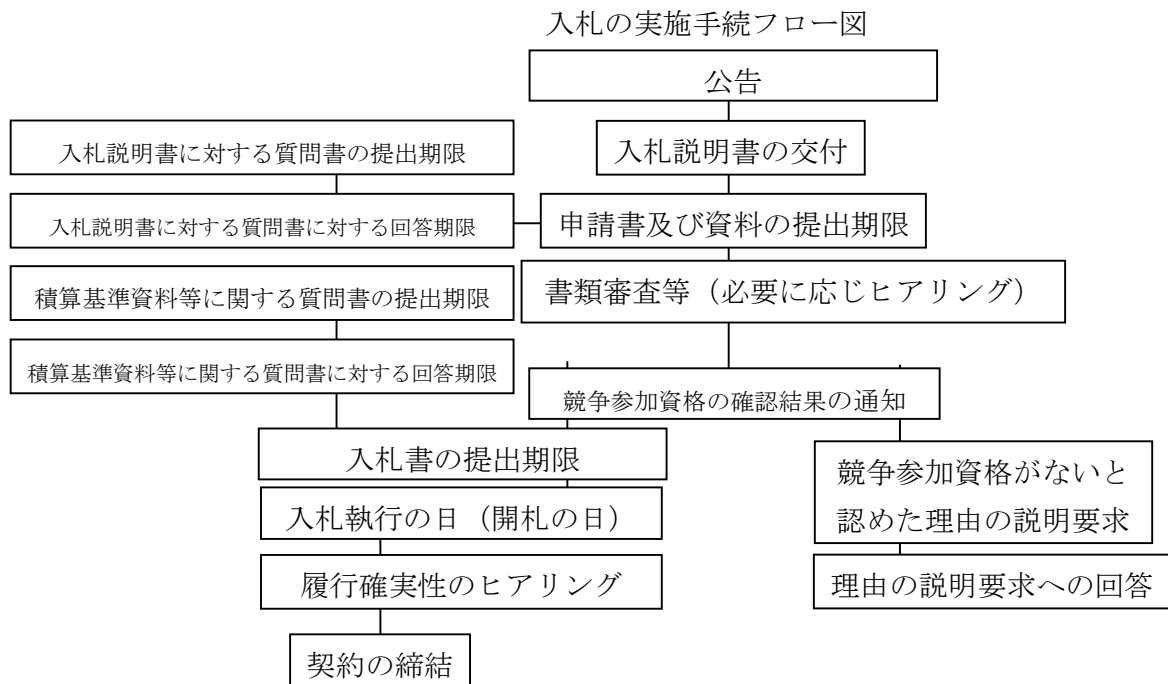 入札の実施手続フロー図
公告
入札説明書に対する質問書の提出期限
入札説明書の交付
入札説明書に対する質問書に対する回答期限
申請書及び資料の提出期限
積算基準資料等に関する質問書の提出期限
書類審査等（必要に応じヒアリング）
積算基準資料等に関する質問書に対する回答期限
競争参加資格の確認結果の通知
入札書の提出期限
競争参加資格がないと
認めた理由の説明要求
入札執行の日（開札の日）
履行確実性のヒアリング
理由の説明要求への回答
契約の締結